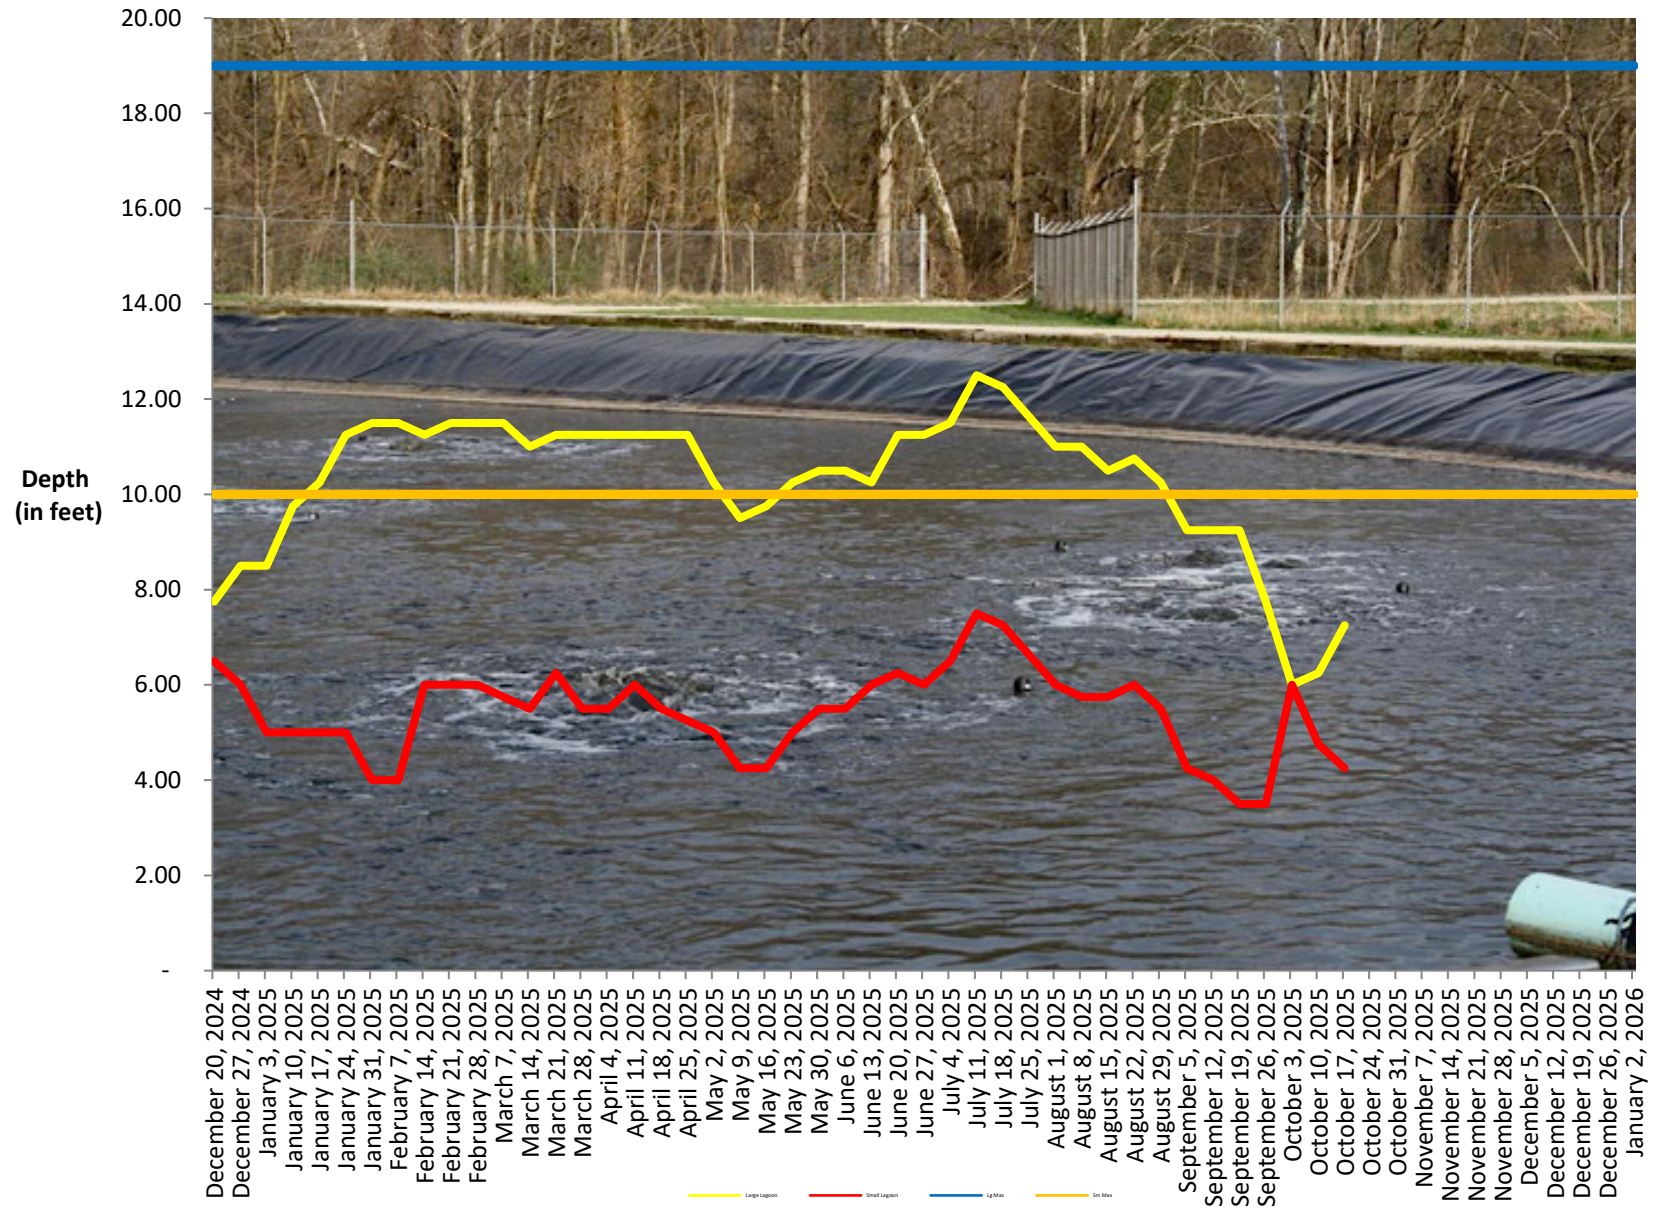 20.00
18.00
16.00
14.00
12.00
10.00
8.00
6.00
4.00
2.00
-
Depth
(in feet)
December 20, 2024
December 27, 2024
January 3, 2025
January 10, 2025
January 17, 2025
January 24, 2025
January 31, 2025
February 7, 2025
February 14, 2025
February 21, 2025
February 28, 2025
March 7, 2025
March 14, 2025
March 21, 2025
March 28, 2025
April 4, 2025
April 11, 2025
April 18, 2025
April 25, 2025
May 2, 2025
May 9, 2025
May 16, 2025
May 23, 2025
May 30, 2025
June 6, 2025
June 13, 2025
June 20, 2025
June 27, 2025
July 4, 2025
July 11, 2025
July 18, 2025
July 25, 2025
August 1, 2025
August 8, 2025
August 15, 2025
August 22, 2025
August 29, 2025
September 5, 2025
September 12, 2025
September 19, 2025
September 26, 2025
October 3, 2025
October 10, 2025
October 17, 2025
October 24, 2025
October 31, 2025
November 7, 2025
November 14, 2025
November 21, 2025
November 28, 2025
December 5, 2025
December 12, 2025
December 19, 2025
December 26, 2025
January 2, 2026
Large Lagoon
Small Lagoon
Lg Max
Sm Max